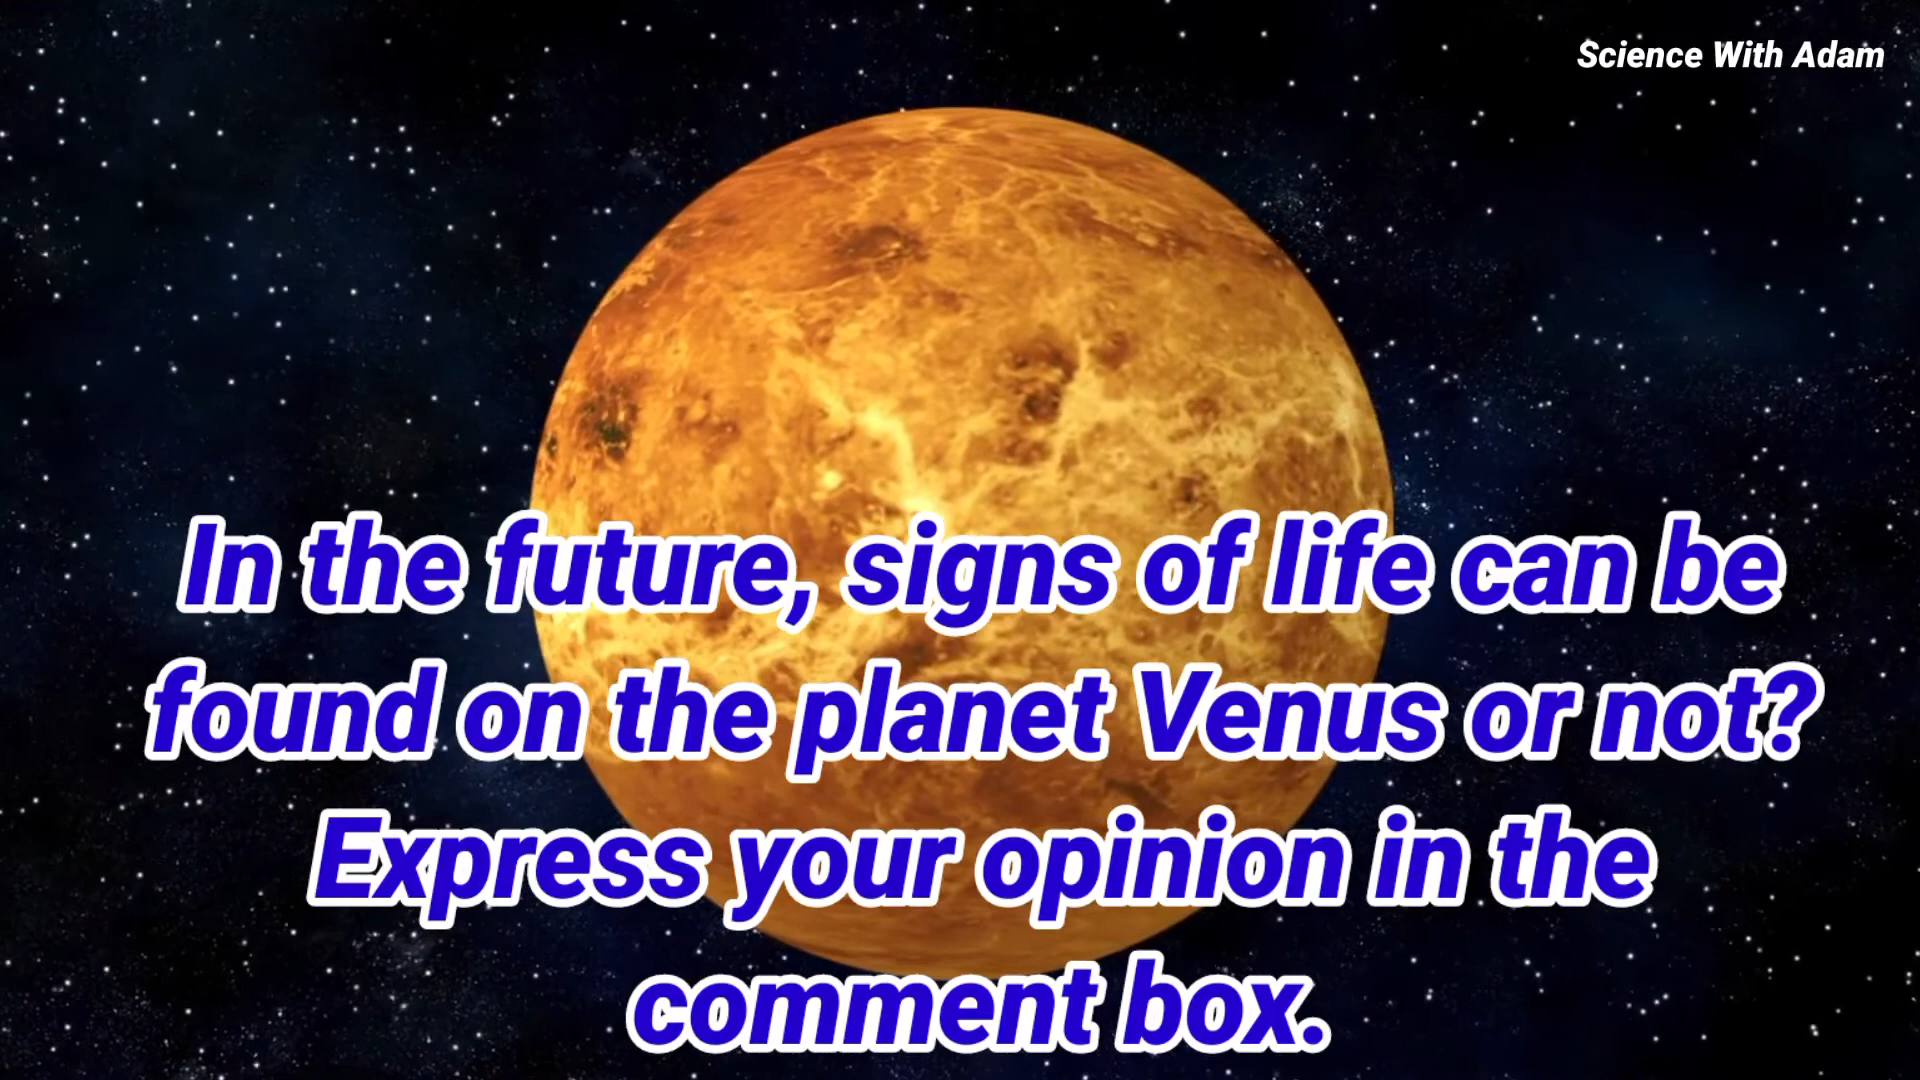 Science With Adam
In the future, signs of life can be
found on the planet Venus or not?
Express your opinion in the
comment box.